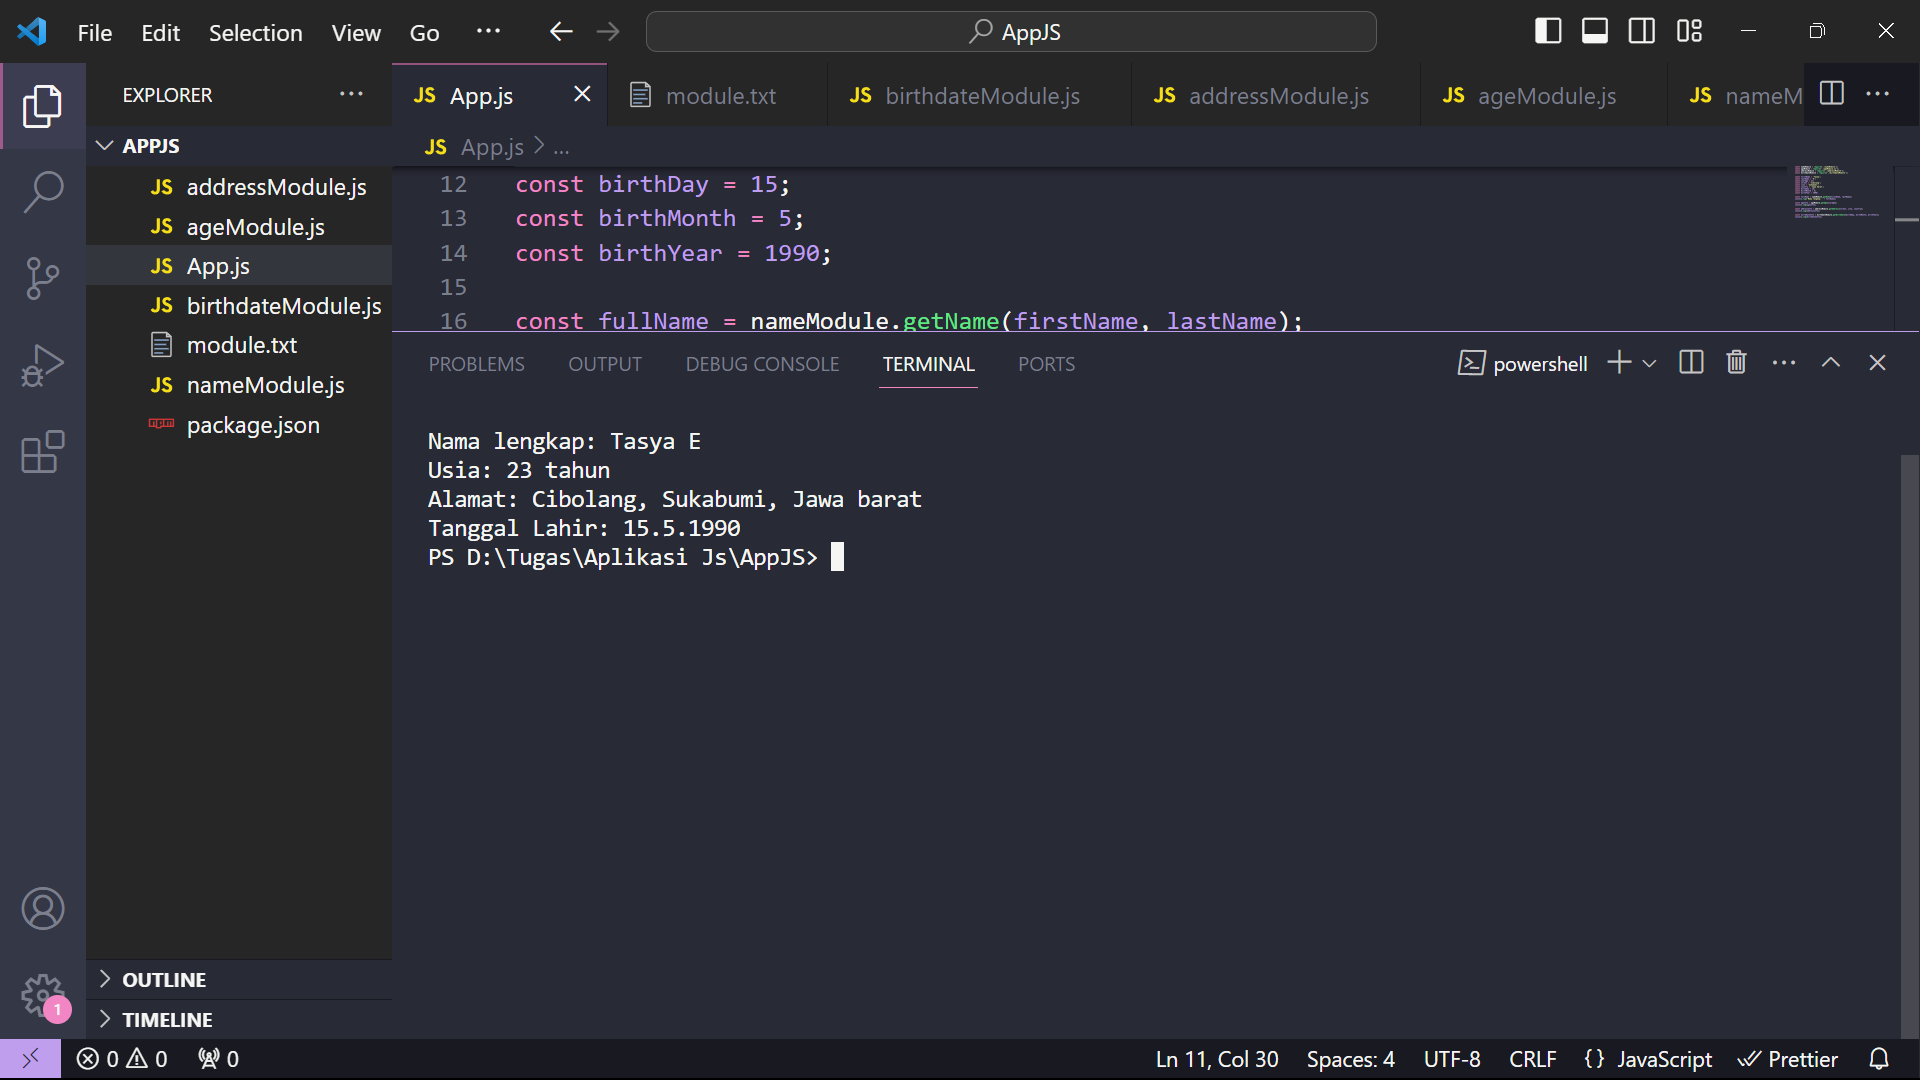 File Edit Selection View Go ... AppJS
EXPLORER ...
App.js module.txt birthdateModule.js addressModule.js ageModule.js nameM
APPJS
JS addressModule.js
JS ageModule.js
JS App.js
JS birthdateModule.js
module.txt
JS nameModule.js
package.json
OUTLINE
TIMELINE
JS App.js > ...
12 const birthDay = 15;
13 const birthMonth = 5;
14 const birthYear = 1990;
15
16 const fullName = nameModule.getName(firstName, lastName);
PROBLEMS OUTPUT DEBUG CONSOLE TERMINAL PORTS powershell
Nama lengkap: Tasya E
Usia: 23 tahun
Alamat: Cibolang, Sukabumi, Jawa barat
Tanggal Lahir: 15.5.1990
PS D:\Tugas\Aplikasi Js\AppJS>
1
0 0 0 Ln 11, Col 30 Spaces: 4 UTF-8 CRLF {} JavaScript Prettier